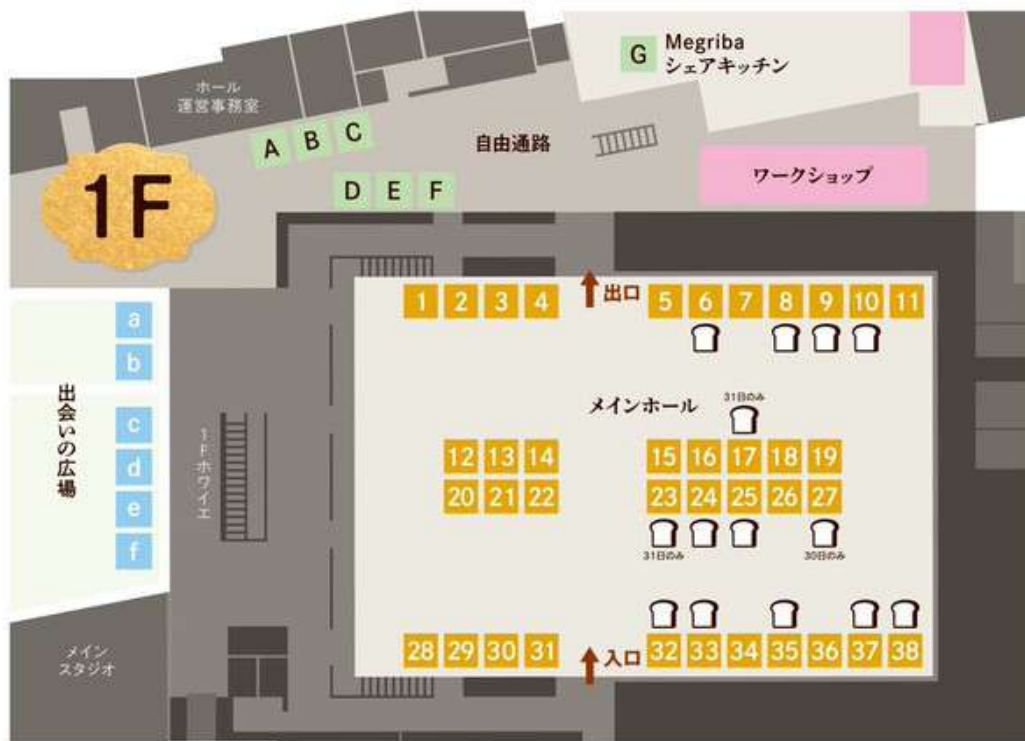 G
Megriba
シェアキッチン
ホール
運営事務室
A B C
自由通路
ワークショップ
D E F
1F
出口
1 2 3 4
5 6 7 8 9 10 11
a
b
c
d
e
f
出会いの広場
1Fホワイエ
メインホール
31日のみ
12 13 14
15 16 17 18 19
20 21 22
23 24 25 26 27
31日のみ
30日のみ
メイン
スタジオ
28 29 30 31
入口
32 33 34 35 36 37 38